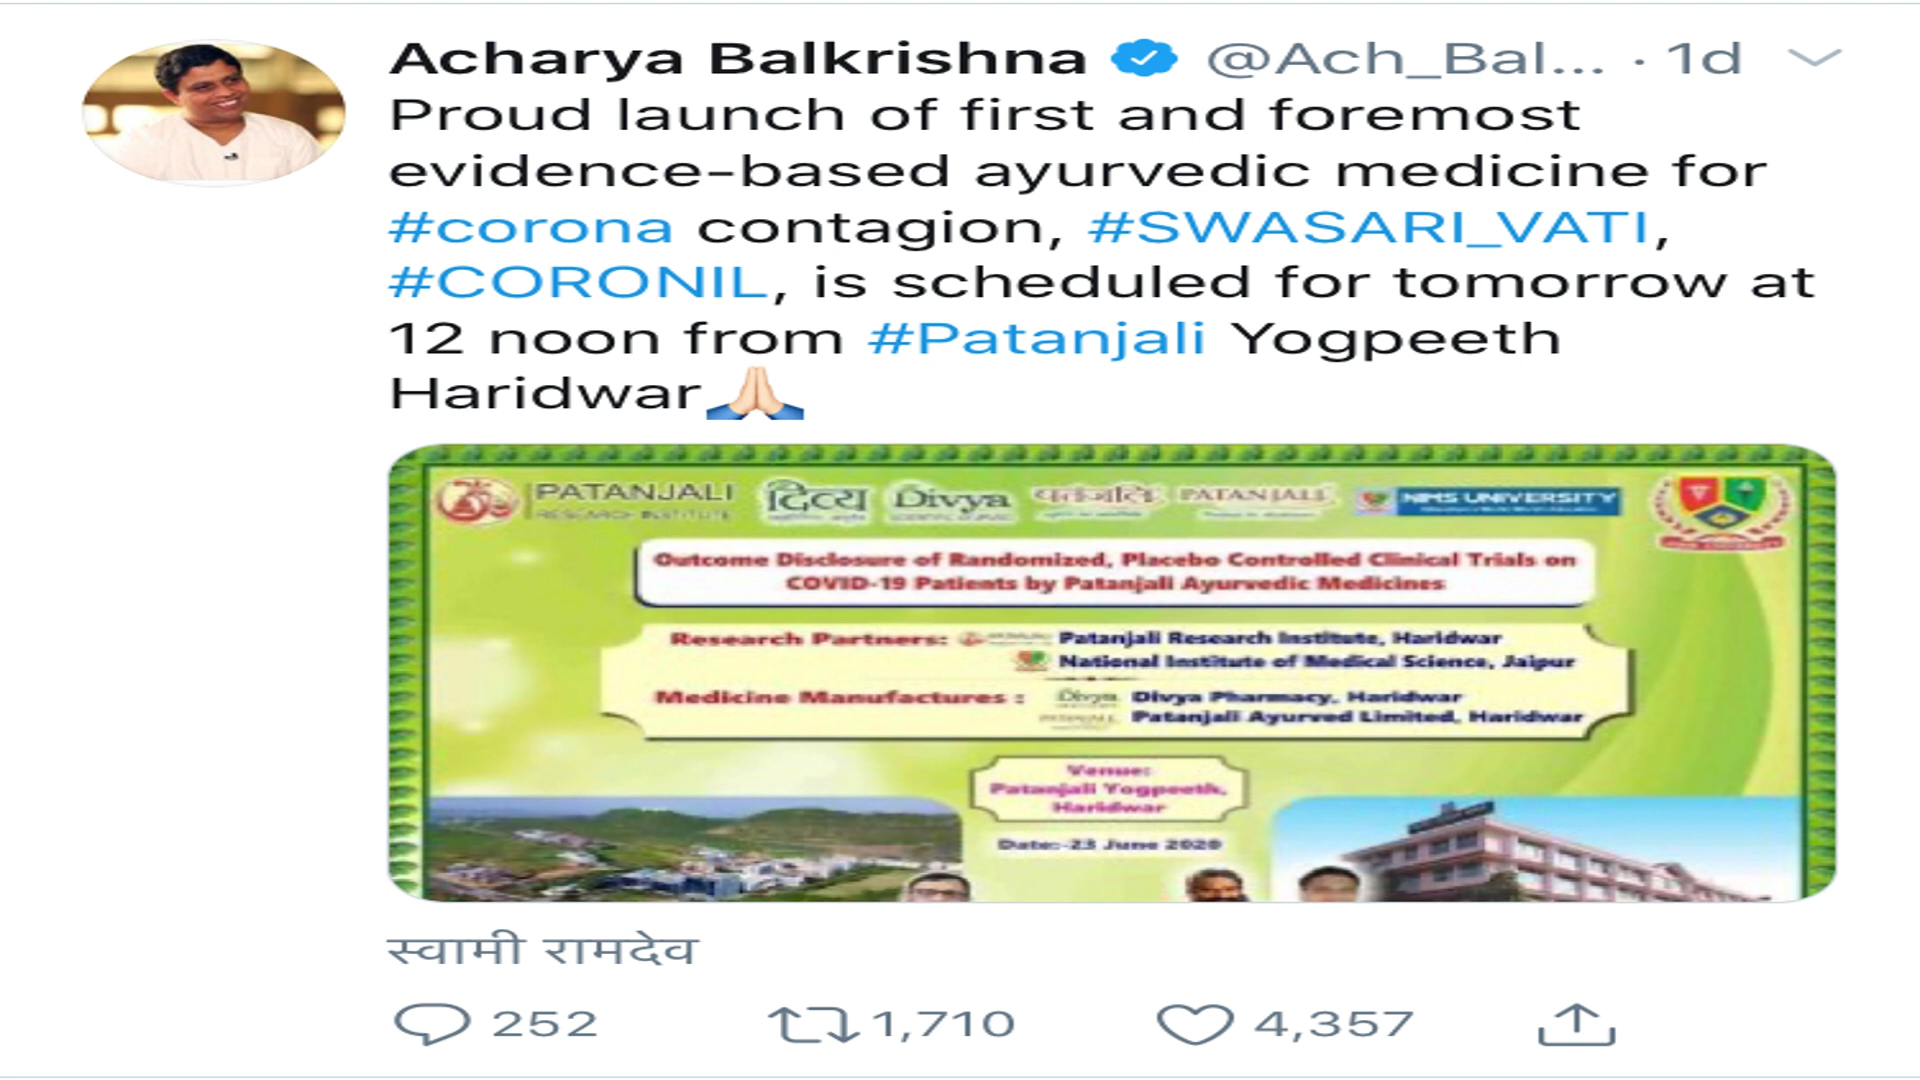 Acharya Balkrishna @Ach_Bal... · 1d
Proud launch of first and foremost
evidence-based ayurvedic medicine for
#corona contagion, #SWASARI_VATI,
#CORONIL, is scheduled for tomorrow at
12 noon from #Patanjali Yogpeeth
Haridwar🙏🏻
PATANJALI दिव्य Divya पतंजलि PATANJALI NIMS UNIVERSITY
RESEARCH INSTITUTE
Outcome Disclosure of Randomized, Placebo Controlled Clinical Trials on
COVID-19 Patients by Patanjali Ayurvedic Medicines
Research Partners: Patanjali Research Institute, Haridwar
National Institute of Medical Science, Jaipur
Medicine Manufactures : Divya Divya Pharmacy, Haridwar
PATANJALI Patanjali Ayurved Limited, Haridwar
Venue:
Patanjali Yogpeeth,
Haridwar
Date:-23 June 2020
स्वामी रामदेव
252 1,710 4,357